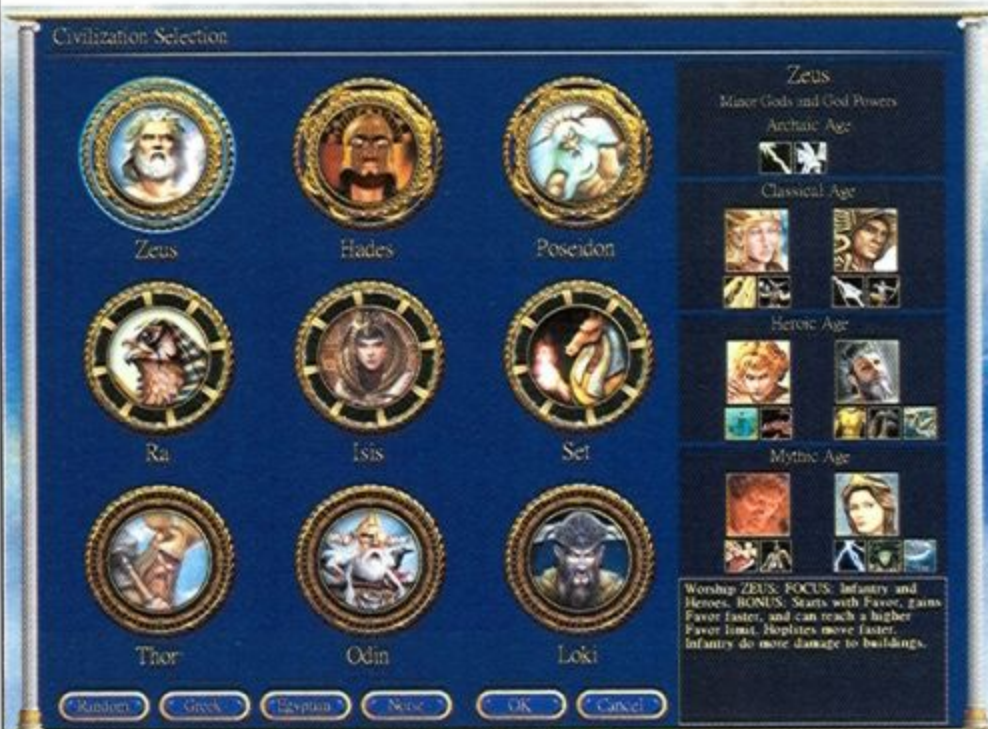 Civilization Selection
Zeus
Hades
Poseidon
Ra
Isis
Set
Thor
Odin
Loki
Random
Greek
Egyptian
Norse
OK
Cancel
Zeus
Minor Gods and God Powers
Archaic Age
Classical Age
Heroic Age
Mythic Age
Worship ZEUS: FOCUS: Infantry and
Heroes. BONUS: Starts with Favor, gains
Favor faster, and can reach a higher
Favor limit. Hoplites move faster.
Infantry do more damage to buildings.